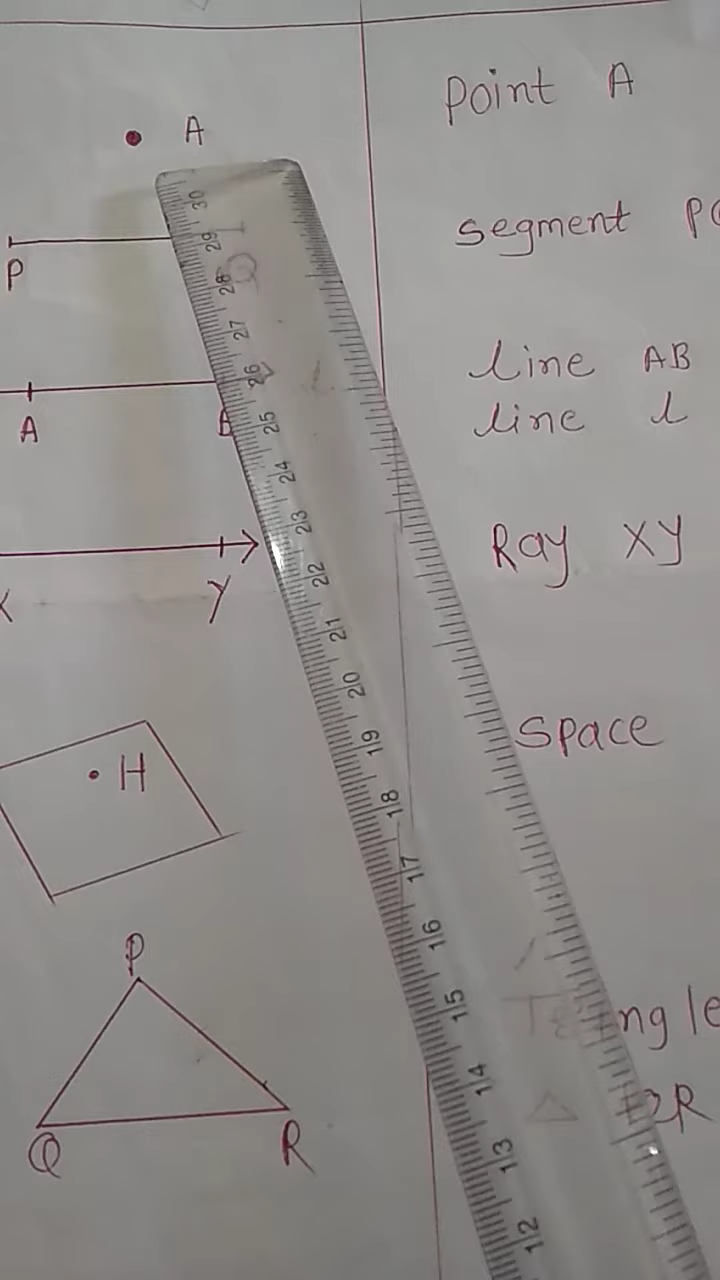 A
Point A
P
segment
A
line AB
line l
Ray XY
Y
Space
H
P
Q
R
30
29
28
27
26
25
24
23
22
21
20
19
18
17
16
15
14
13
12